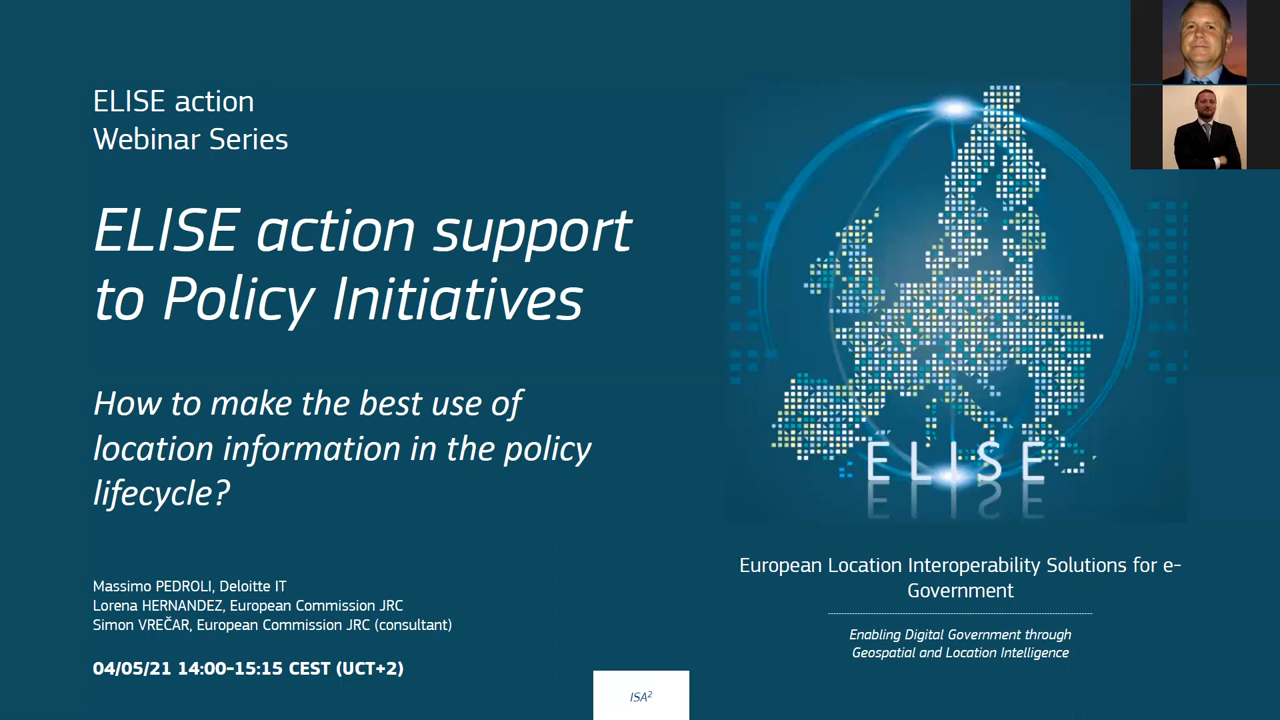 ELISE action
Webinar Series
ELISE action support
to Policy Initiatives
How to make the best use of
location information in the policy
lifecycle?
Massimo PEDROLI, Deloitte IT
Lorena HERNANDEZ, European Commission JRC
Simon VREČAR, European Commission JRC (consultant)
04/05/21 14:00-15:15 CEST (UCT+2)
ELISE
European Location Interoperability Solutions for e-
Government
Enabling Digital Government through
Geospatial and Location Intelligence
ISA²